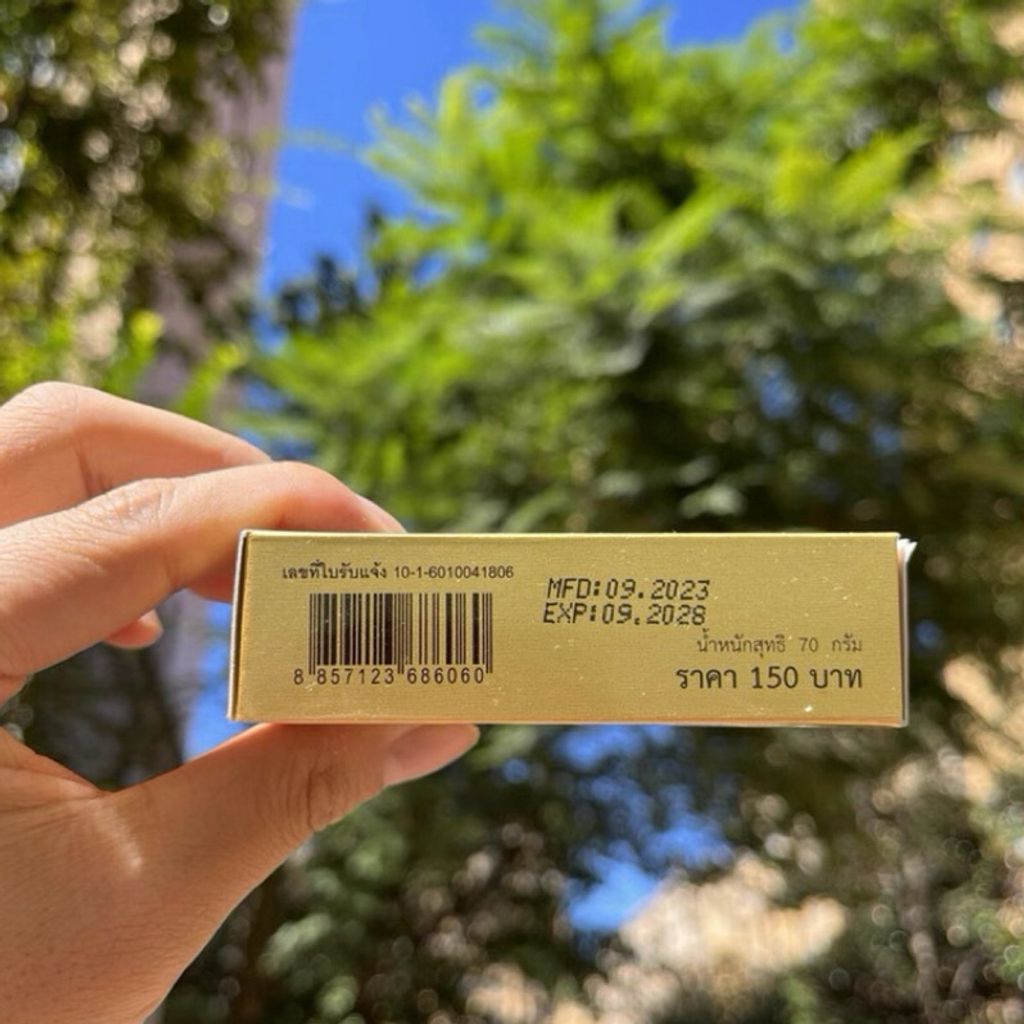 เลขที่ใบรับแจ้ง 10-1-6010041806
8 857123 686060
MFD:09.2023
EXP:09.2028
น้ำหนักสุทธิ 70 กรัม
ราคา 150 บาท